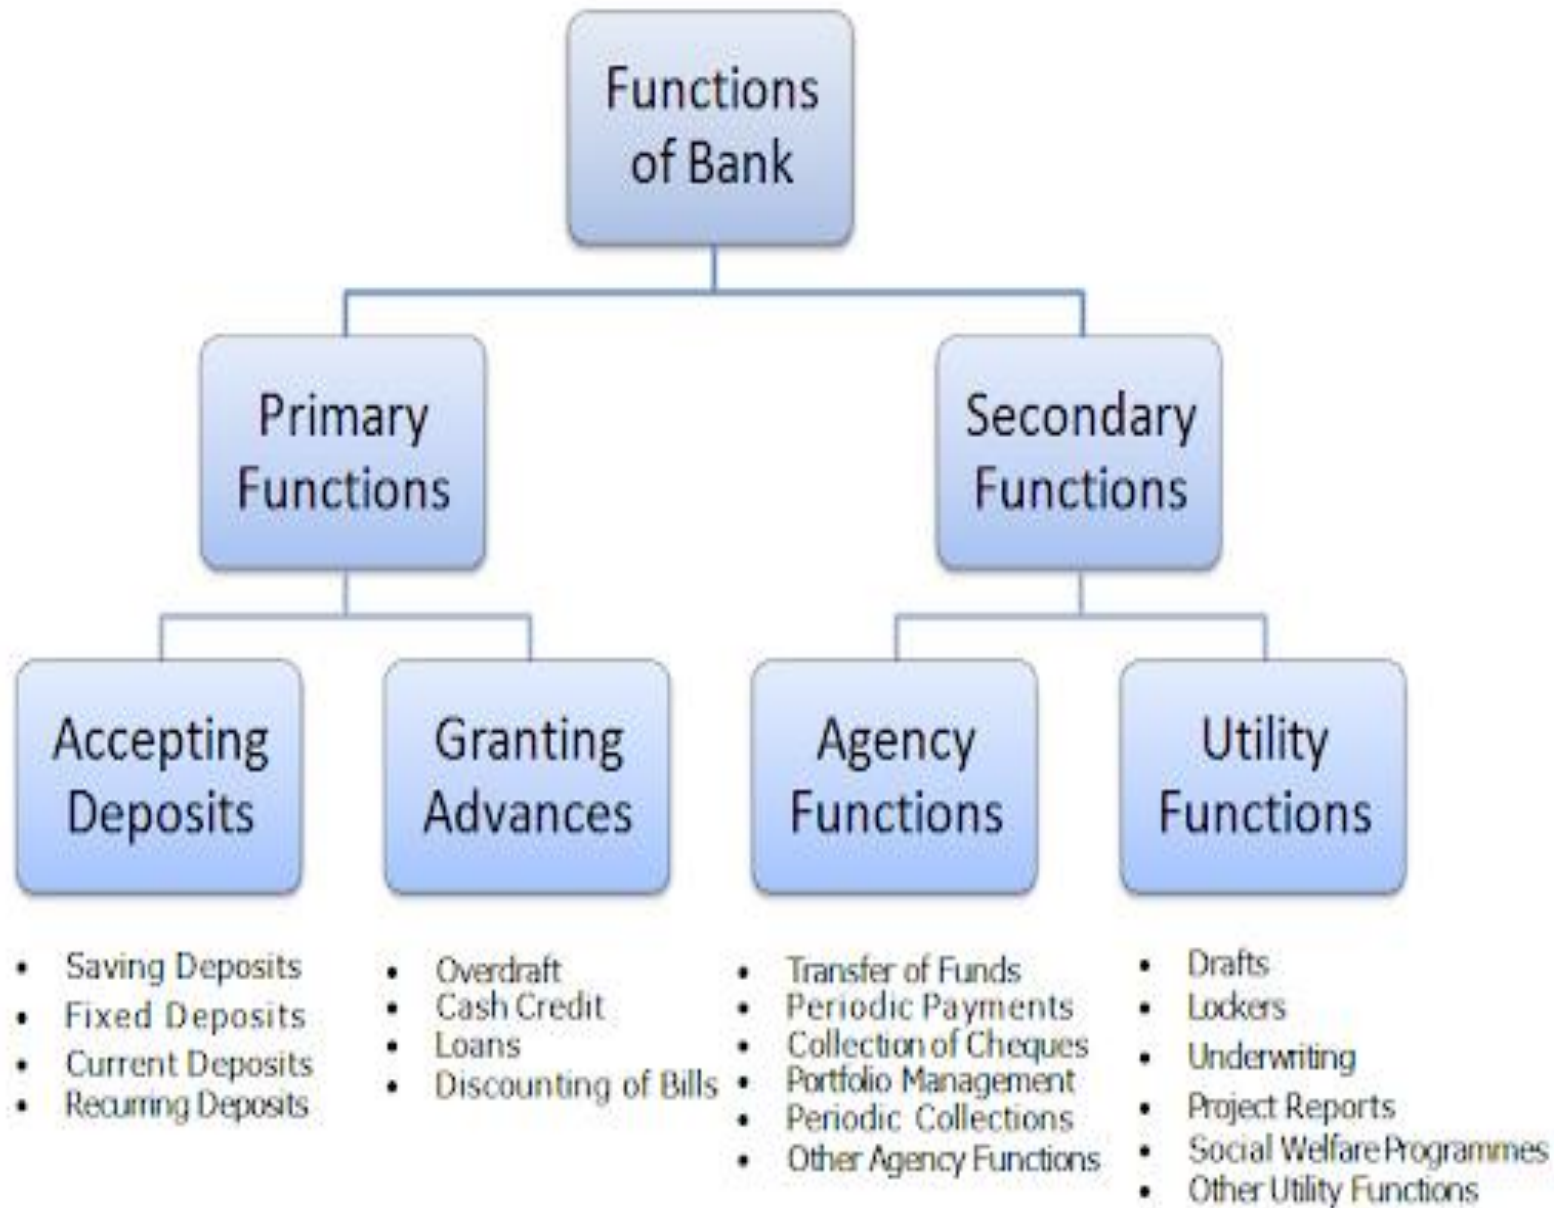 Functions
of Bank
Primary
Functions
Secondary
Functions
Accepting
Deposits
Granting
Advances
Agency
Functions
Utility
Functions
• Saving Deposits
• Fixed Deposits
• Current Deposits
• Recurring Deposits
• Overdraft
• Cash Credit
• Loans
• Discounting of Bills
• Transfer of Funds
• Periodic Payments
• Collection of Cheques
• Portfolio Management
• Periodic Collections
• Other Agency Functions
• Drafts
• Lockers
• Underwriting
• Project Reports
• Social Welfare Programmes
• Other Utility Functions